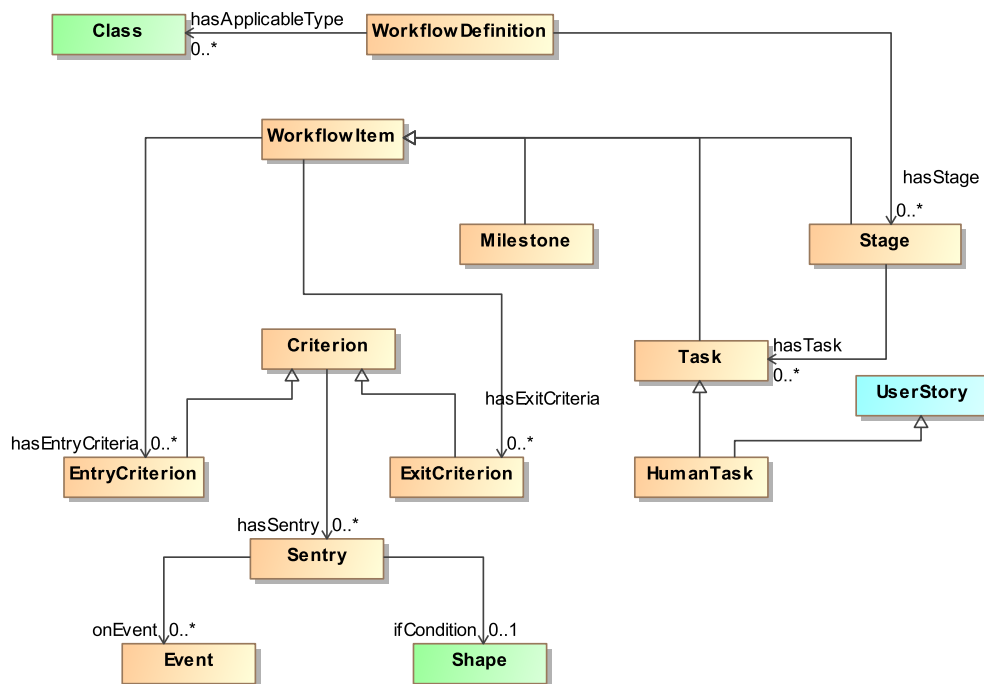 hasApplicableType
Class
WorkflowDefinition
0..*
WorkflowItem
hasStage
0..*
Milestone
Stage
Criterion
hasTask
Task
0..*
UserStory
hasExitCriteria
hasEntryCriteria 0..*
0..*
EntryCriterion
ExitCriterion
HumanTask
hasSentry 0..*
Sentry
onEvent 0..*
ifCondition 0..1
Event
Shape